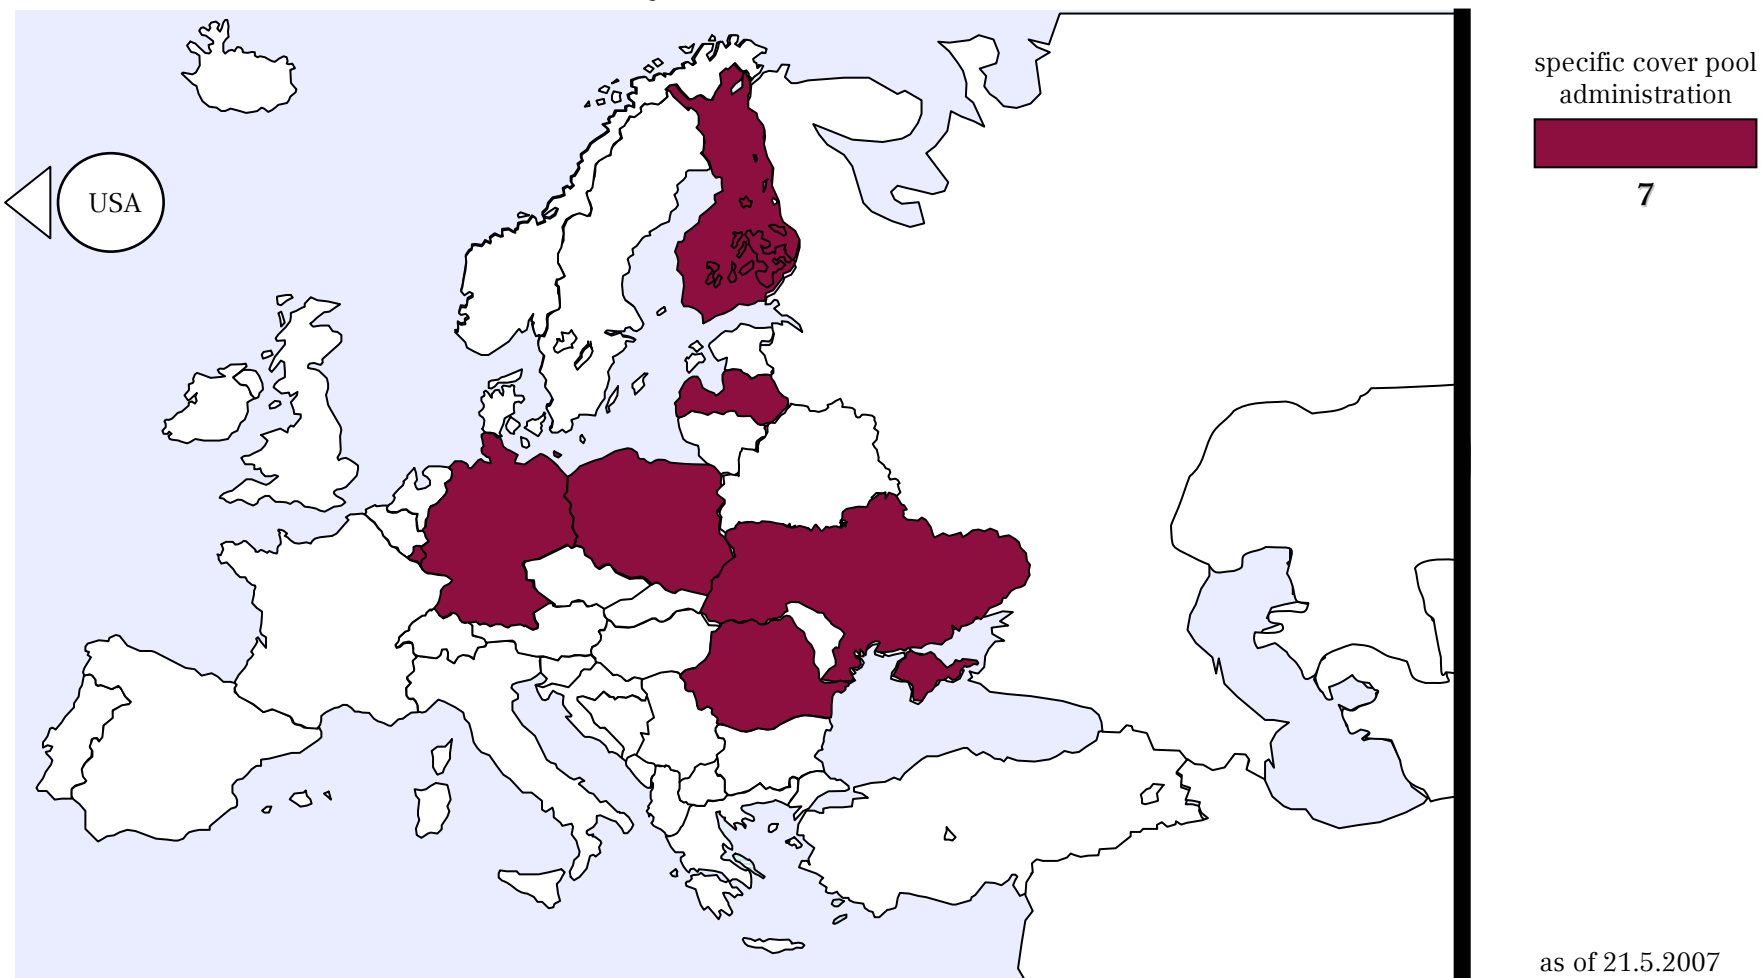 specific cover pool
administration
USA
7
as of 21.5.2007